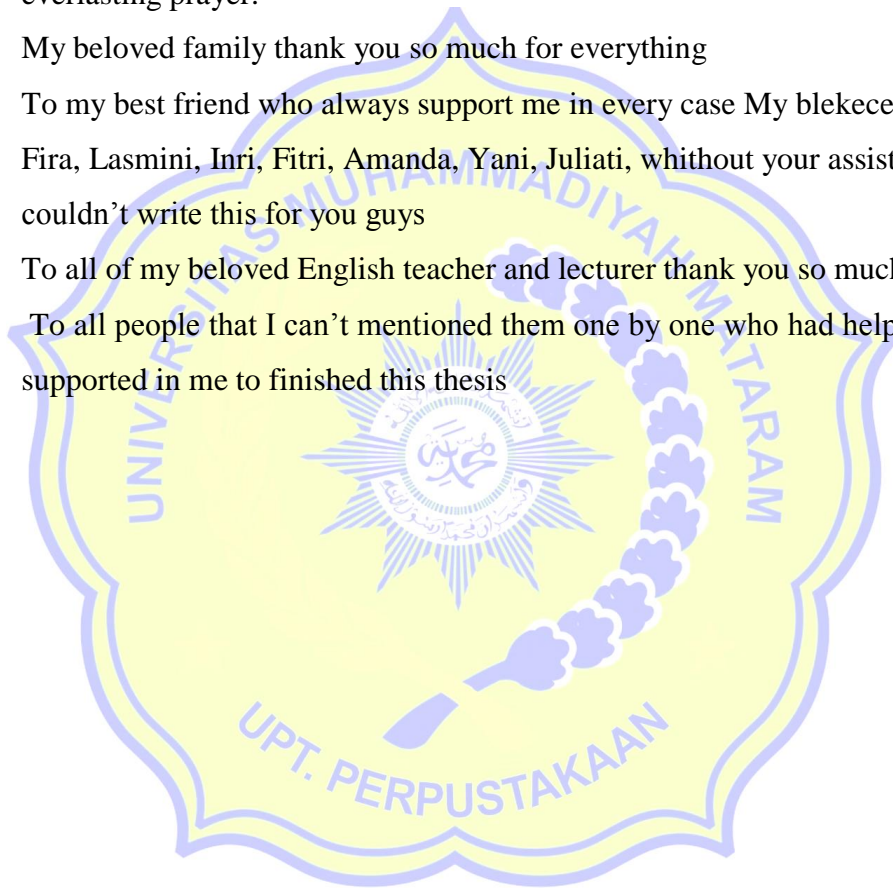 everlasting prayer.
My beloved family thank you so much for everything
To my best friend who always support me in every case My blekece
Fira, Lasmini, Inri, Fitri, Amanda, Yani, Juliati, whithout your assist
couldn't write this for you guys
To all of my beloved English teacher and lecturer thank you so much
To all people that I can't mentioned them one by one who had help
supported in me to finished this thesis
UNIVERSITAS MUHAMMADIYAH MATARAM
محمدية
UPT. PERPUSTAKAAN